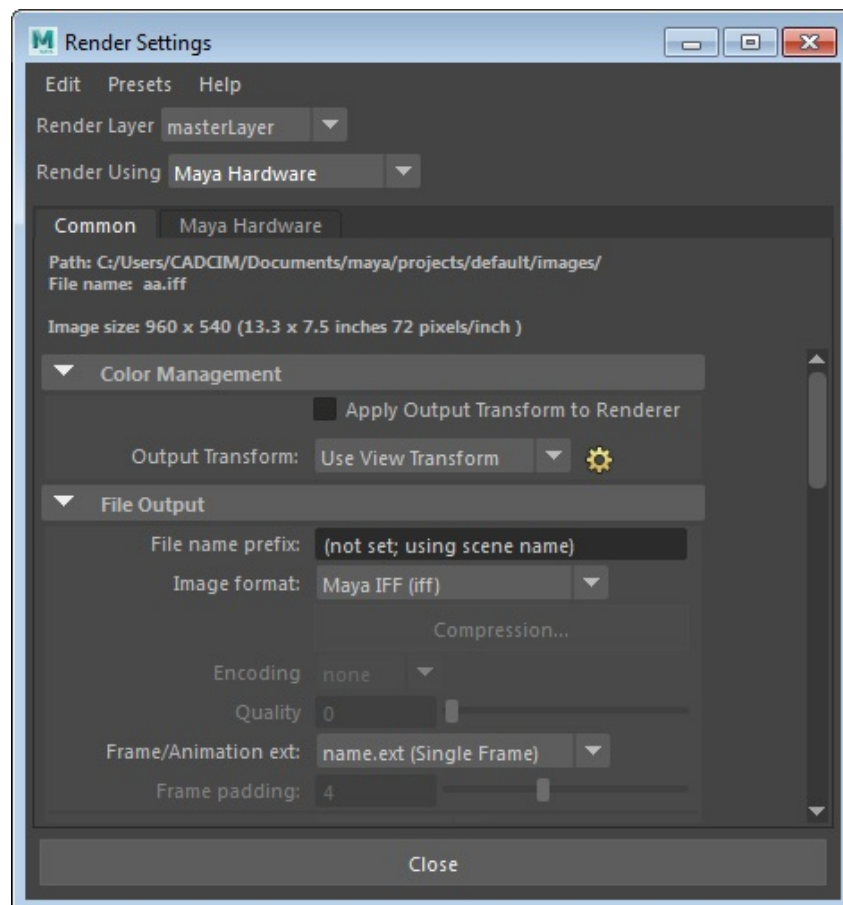 Render Settings
Edit Presets Help
Render Layer masterLayer
Render Using Maya Hardware
Common Maya Hardware
Path: C:/Users/CADCIM/Documents/maya/projects/default/images/
File name: aa.iff
Image size: 960 x 540 (13.3 x 7.5 inches 72 pixels/inch )
Color Management
Apply Output Transform to Renderer
Output Transform: Use View Transform
File Output
File name prefix: (not set; using scene name)
Image format: Maya IFF (iff)
Compression...
Encoding none
Quality 0
Frame/Animation ext: name.ext (Single Frame)
Frame padding: 4
Close